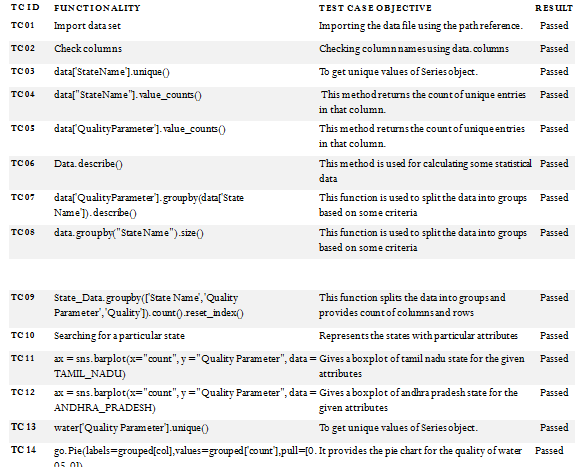 TC ID FUNCTIONALITY TEST CASE OBJECTIVE RESULT
TC01 Import data set Importing the data file using the path reference. Passed
TC02 Check columns Checking column names using data.columns Passed
TC03 data['StateName'].unique() To get unique values of Series object. Passed
TC04 data["StateName"].value_counts() This method returns the count of unique entries Passed
in that column.
TC05 data['QualityParameter'].value_counts() This method returns the count of unique entries Passed
in that column.
TC06 Data.describe() This method is used for calculating some statistical Passed
data
TC07 data['QualityParameter'].groupby(data['State This function is used to split the data into groups Passed
Name']).describe() based on some criteria
TC08 data.groupby("State Name").size() This function is used to split the data into groups Passed
based on some criteria
TC09 State_Data.groupby(['State Name','Quality This function splits the data into groups and Passed
Parameter','Quality']).count().reset_index() provides count of columns and rows
TC10 Searching for a particular state Represents the states with particular attributes Passed
TC11 ax = sns.barplot(x="count", y ="Quality Parameter", data = Gives a boxplot of tamil nadu state for the given Passed
TAMIL_NADU) attributes
TC12 ax = sns.barplot(x="count", y ="Quality Parameter", data = Gives a boxplot of andhra pradesh state for the Passed
ANDHRA_PRADESH) given attributes
TC13 water['Quality Parameter'].unique() To get unique values of Series object. Passed
TC14 go.Pie(labels=grouped[col],values=grouped['count'],pull=[0. It provides the pie chart for the quality of water Passed
05, 0])